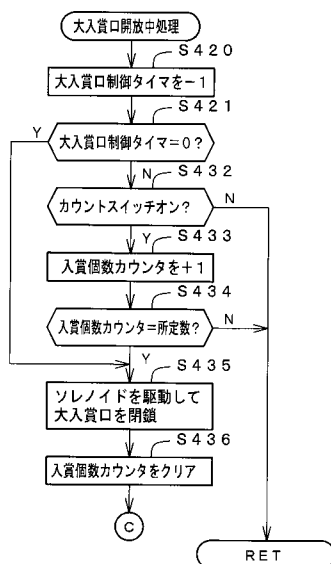 大入賞口開放中処理
S420
大入賞口制御タイマを－1
S421
Y
大入賞口制御タイマ＝0？
N
S432
カウントスイッチオン？
N
Y
S433
入賞個数カウンタを＋1
S434
入賞個数カウンタ＝所定数？
N
Y
S435
ソレノイドを駆動して
大入賞口を閉鎖
S436
入賞個数カウンタをクリア
C
RET